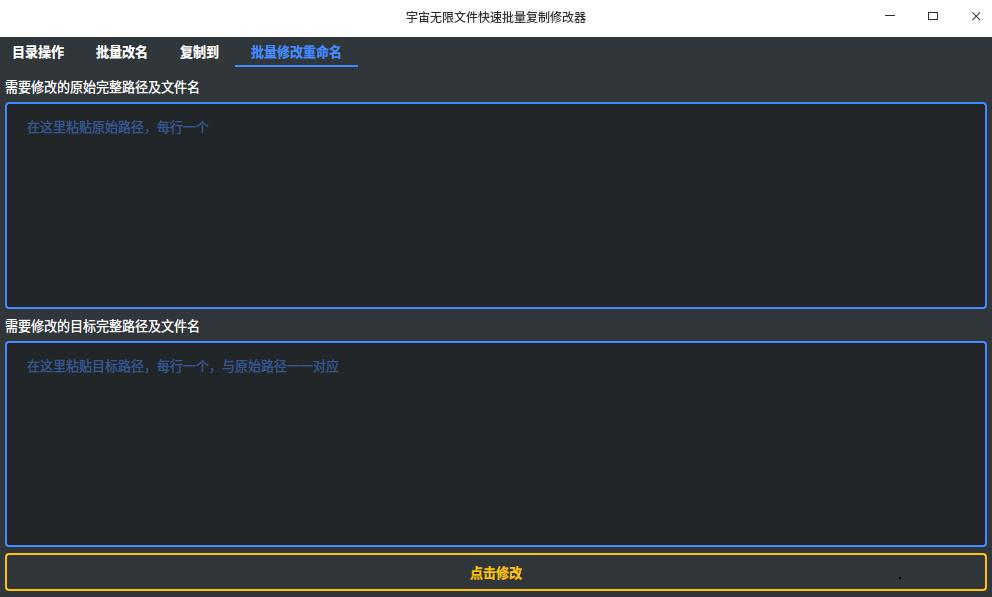 宇宙无限文件快速批量复制修改器
目录操作 批量改名 复制到 批量修改重命名
需要修改的原始完整路径及文件名
在这里粘贴原始路径，每行一个
需要修改的目标完整路径及文件名
在这里粘贴目标路径，每行一个，与原始路径一一对应
点击修改